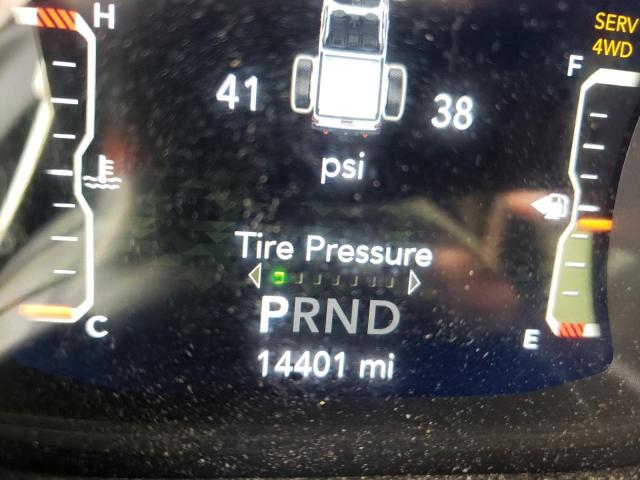 H
SERV
4WD
F
41
38
psi
Tire Pressure
PRND
C
E
14401 mi